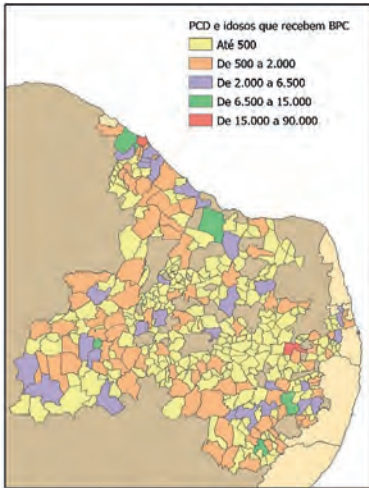 PCD e idosos que recebem BPC
Até 500
De 500 a 2.000
De 2.000 a 6.500
De 6.500 a 15.000
De 15.000 a 90.000